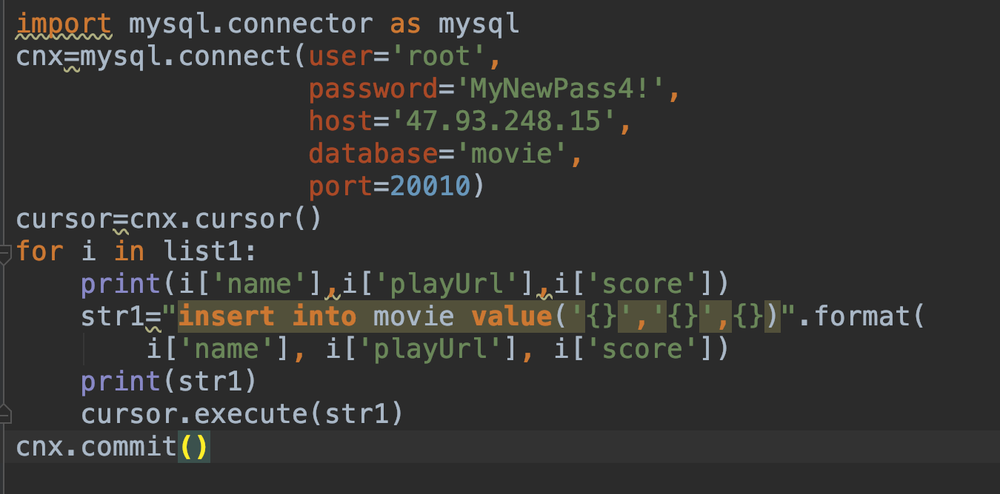 import mysql.connector as mysql
cnx=mysql.connect(user='root',
                  password='MyNewPass4!',
                  host='47.93.248.15',
                  database='movie',
                  port=20010)
cursor=cnx.cursor()
for i in list1:
    print(i['name'],i['playUrl'],i['score'])
    str1="insert into movie value('{}','{}',{})".format(
        i['name'], i['playUrl'], i['score'])
    print(str1)
    cursor.execute(str1)
cnx.commit()